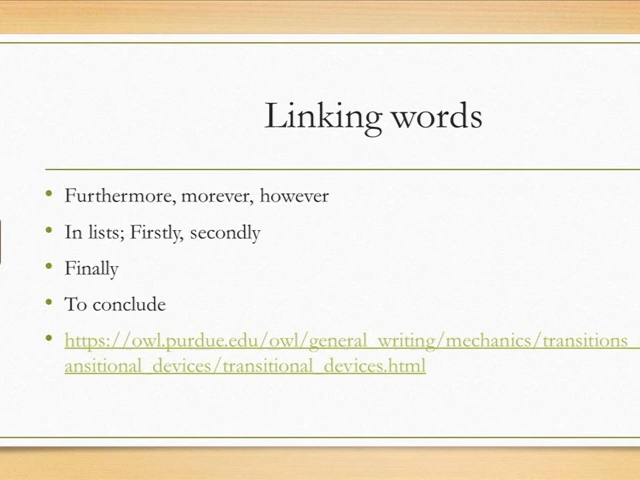 Linking words
• Furthermore, morever, however
• In lists; Firstly, secondly
• Finally
• To conclude
• https://owl.purdue.edu/owl/general_writing/mechanics/transitions_
ansitional_devices/transitional_devices.html